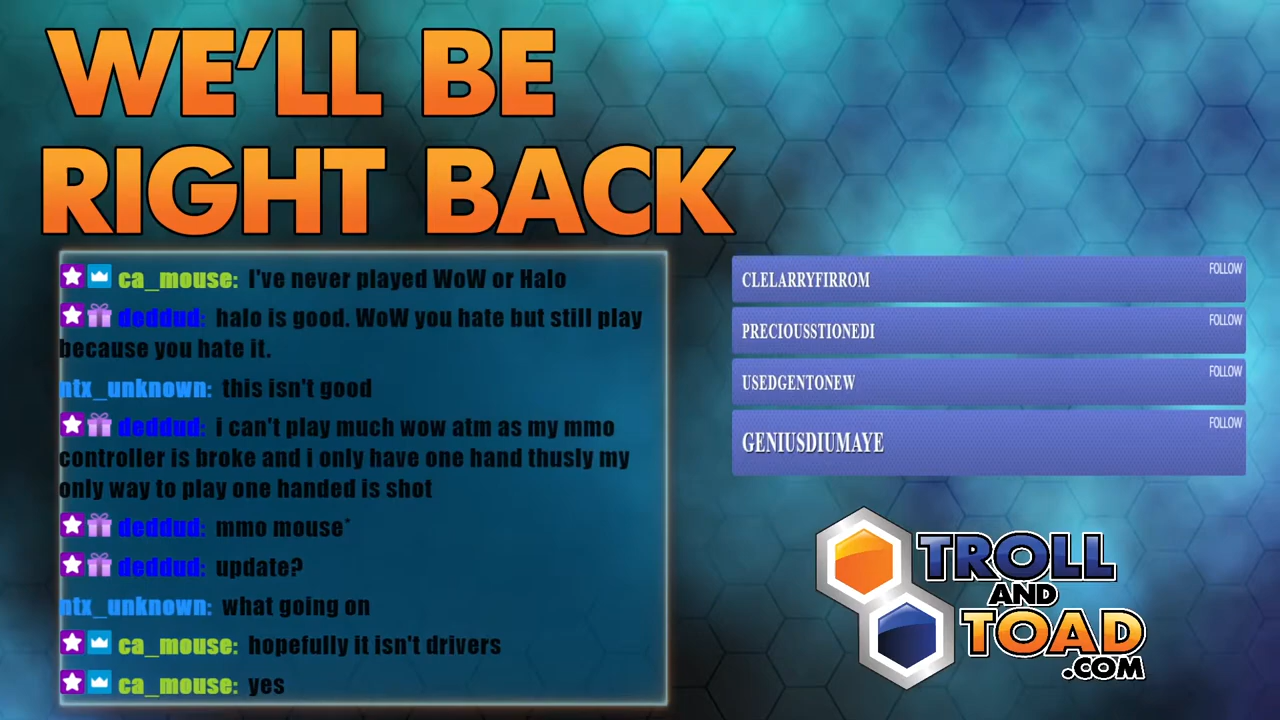 WE'LL BE
RIGHT BACK
ca_mouse: I've never played WoW or Halo
deddud: halo is good. WoW you hate but still play
because you hate it.
ntx_unknown: this isn't good
deddud: i can't play much wow atm as my mmo
controller is broke and i only have one hand thusly my
only way to play one handed is shot
deddud: mmo mouse*
deddud: update?
ntx_unknown: what going on
ca_mouse: hopefully it isn't drivers
ca_mouse: yes
CLELARRYFIRROM FOLLOW
PRECIOUSSTIONEDI FOLLOW
USEDGENTONEW FOLLOW
GENIUSDIUMAYE FOLLOW
TROLL
AND
TOAD
.COM